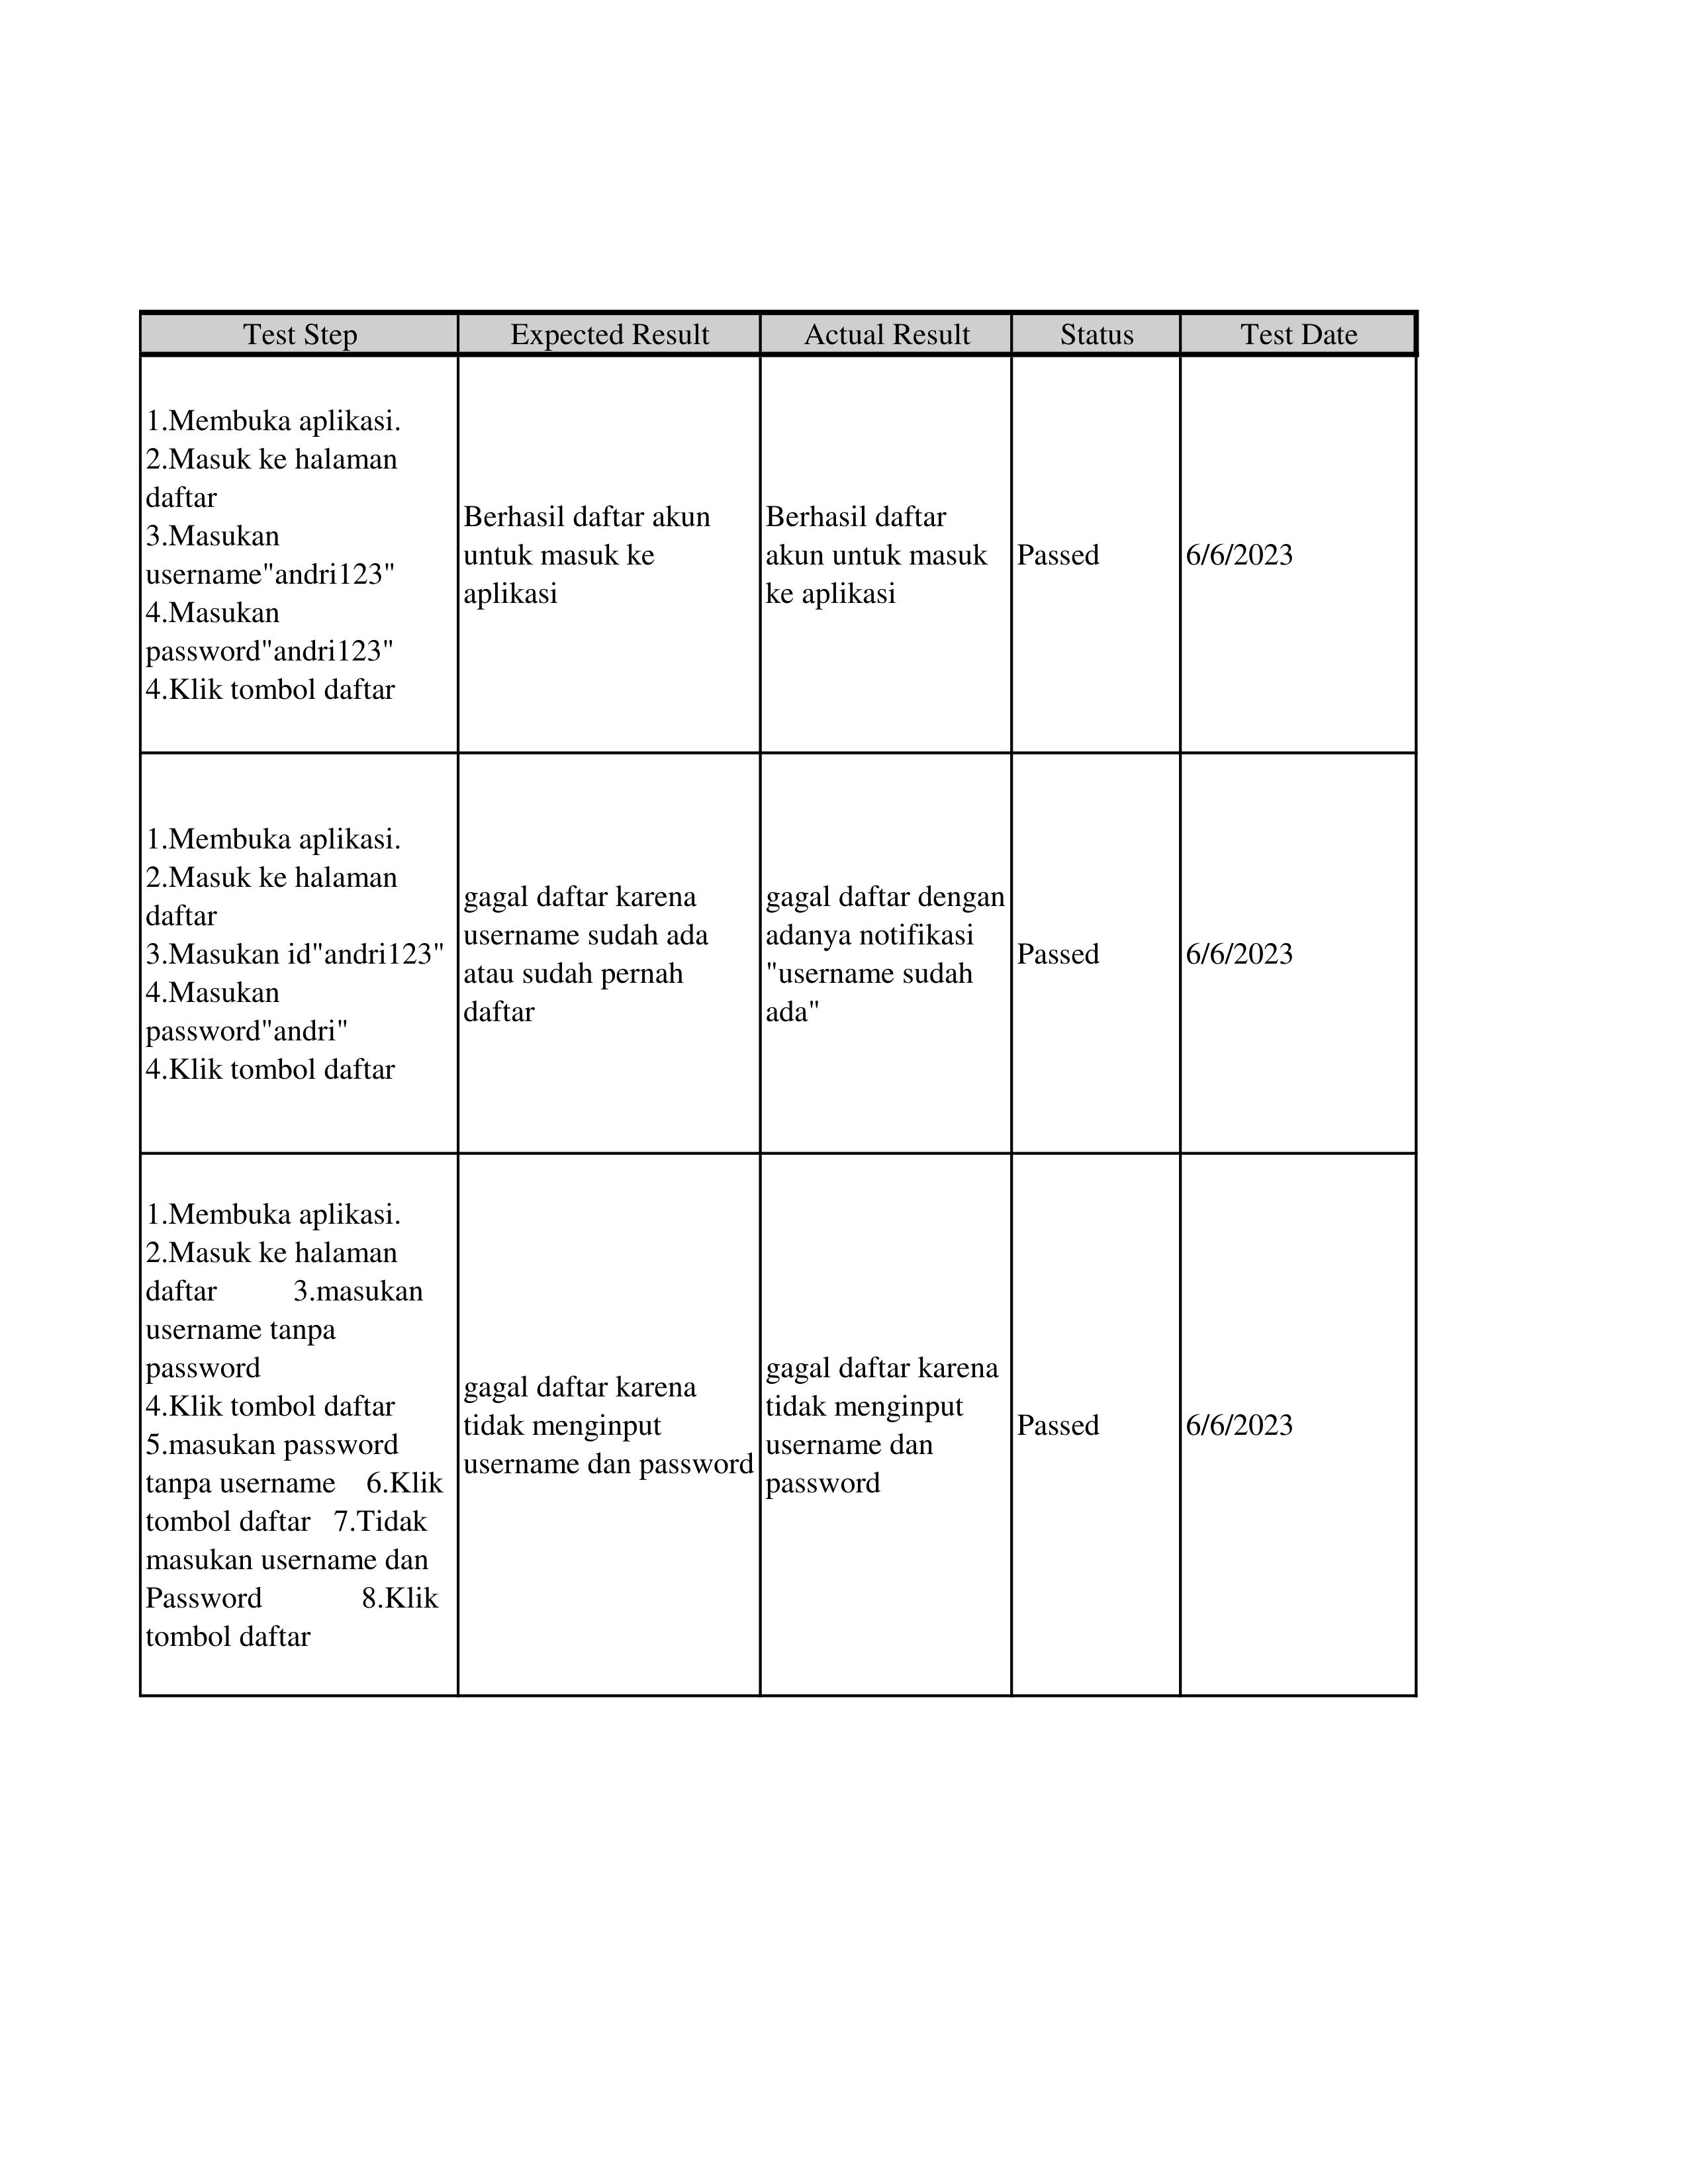 Test Step Expected Result Actual Result Status Test Date
1.Membuka aplikasi.
2.Masuk ke halaman
daftar
3.Masukan
username"andri123"
4.Masukan
password"andri123"
4.Klik tombol daftar
Berhasil daftar akun
untuk masuk ke
aplikasi
Berhasil daftar
akun untuk masuk
ke aplikasi
Passed
6/6/2023
1.Membuka aplikasi.
2.Masuk ke halaman
daftar
3.Masukan id"andri123"
4.Masukan
password"andri"
4.Klik tombol daftar
gagal daftar karena
username sudah ada
atau sudah pernah
daftar
gagal daftar dengan
adanya notifikasi
"username sudah
ada"
Passed
6/6/2023
1.Membuka aplikasi.
2.Masuk ke halaman
daftar 3.masukan
username tanpa
password
4.Klik tombol daftar
5.masukan password
tanpa username 6.Klik
tombol daftar 7.Tidak
masukan username dan
Password 8.Klik
tombol daftar
gagal daftar karena
tidak menginput
username dan password
gagal daftar karena
tidak menginput
username dan
password
Passed
6/6/2023